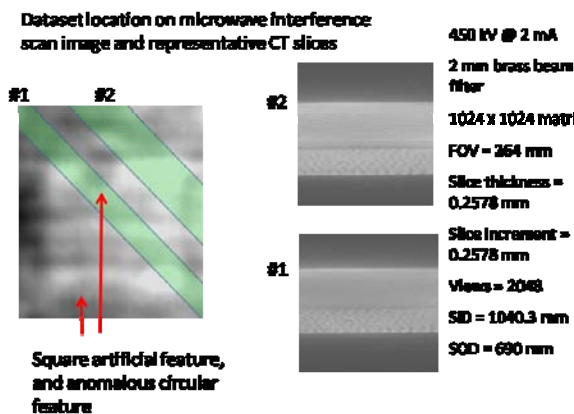 Dataset location on microwave interference
scan image and representative CT slices
#1
#2
#2
#1
Square artificial feature,
and anomalous circular
feature
450 kV @ 2 mA
2 mm brass beam
filter
1024 x 1024 matri
FOV = 264 mm
Slice thickness =
0.2578 mm
Slice increment =
0.2578 mm
Views = 2048
SID = 1040.3 mm
SOD = 690 mm